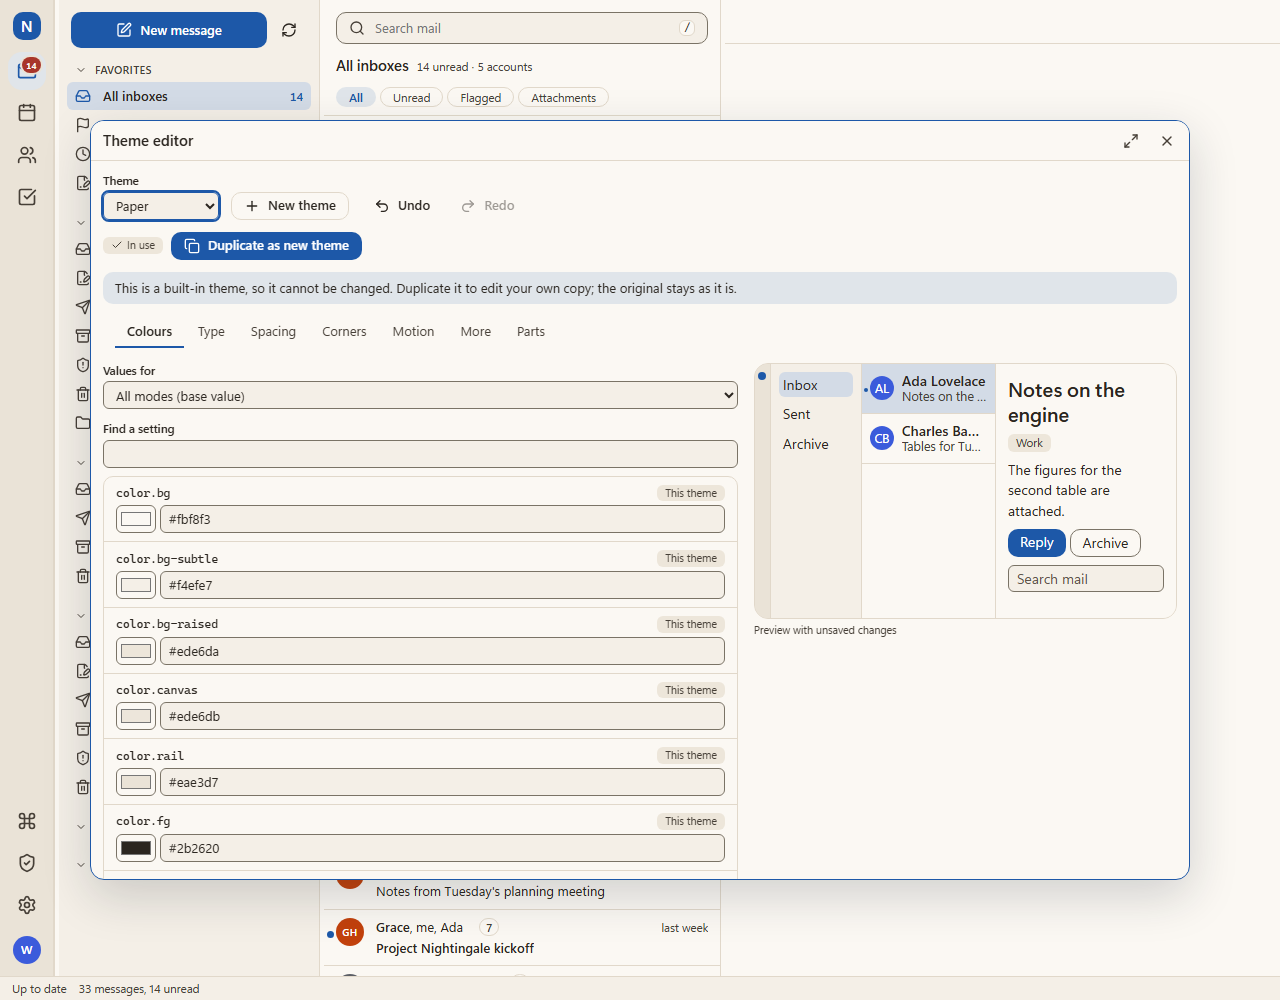 N
New message
Search mail
/
14
FAVORITES
All inboxes 14 unread · 5 accounts
All inboxes 14
All Unread Flagged Attachments
Theme editor
Theme
Paper
New theme
Undo
Redo
In use
Duplicate as new theme
This is a built-in theme, so it cannot be changed. Duplicate it to edit your own copy; the original stays as it is.
Colours Type Spacing Corners Motion More Parts
Values for
All modes (base value)
Find a setting
color.bg This theme
#fbf8f3
color.bg-subtle This theme
#f4efe7
color.bg-raised This theme
#ede6da
color.canvas This theme
#ede6db
color.rail This theme
#eae3d7
color.fg This theme
#2b2620
Inbox
Sent
Archive
AL Ada Lovelace
Notes on the ...
CB Charles Ba...
Tables for Tu...
Notes on the
engine
Work
The figures for the
second table are
attached.
Reply Archive
Search mail
Preview with unsaved changes
Notes from Tuesday's planning meeting
GH Grace, me, Ada 7 last week
Project Nightingale kickoff
W
Up to date 33 messages, 14 unread